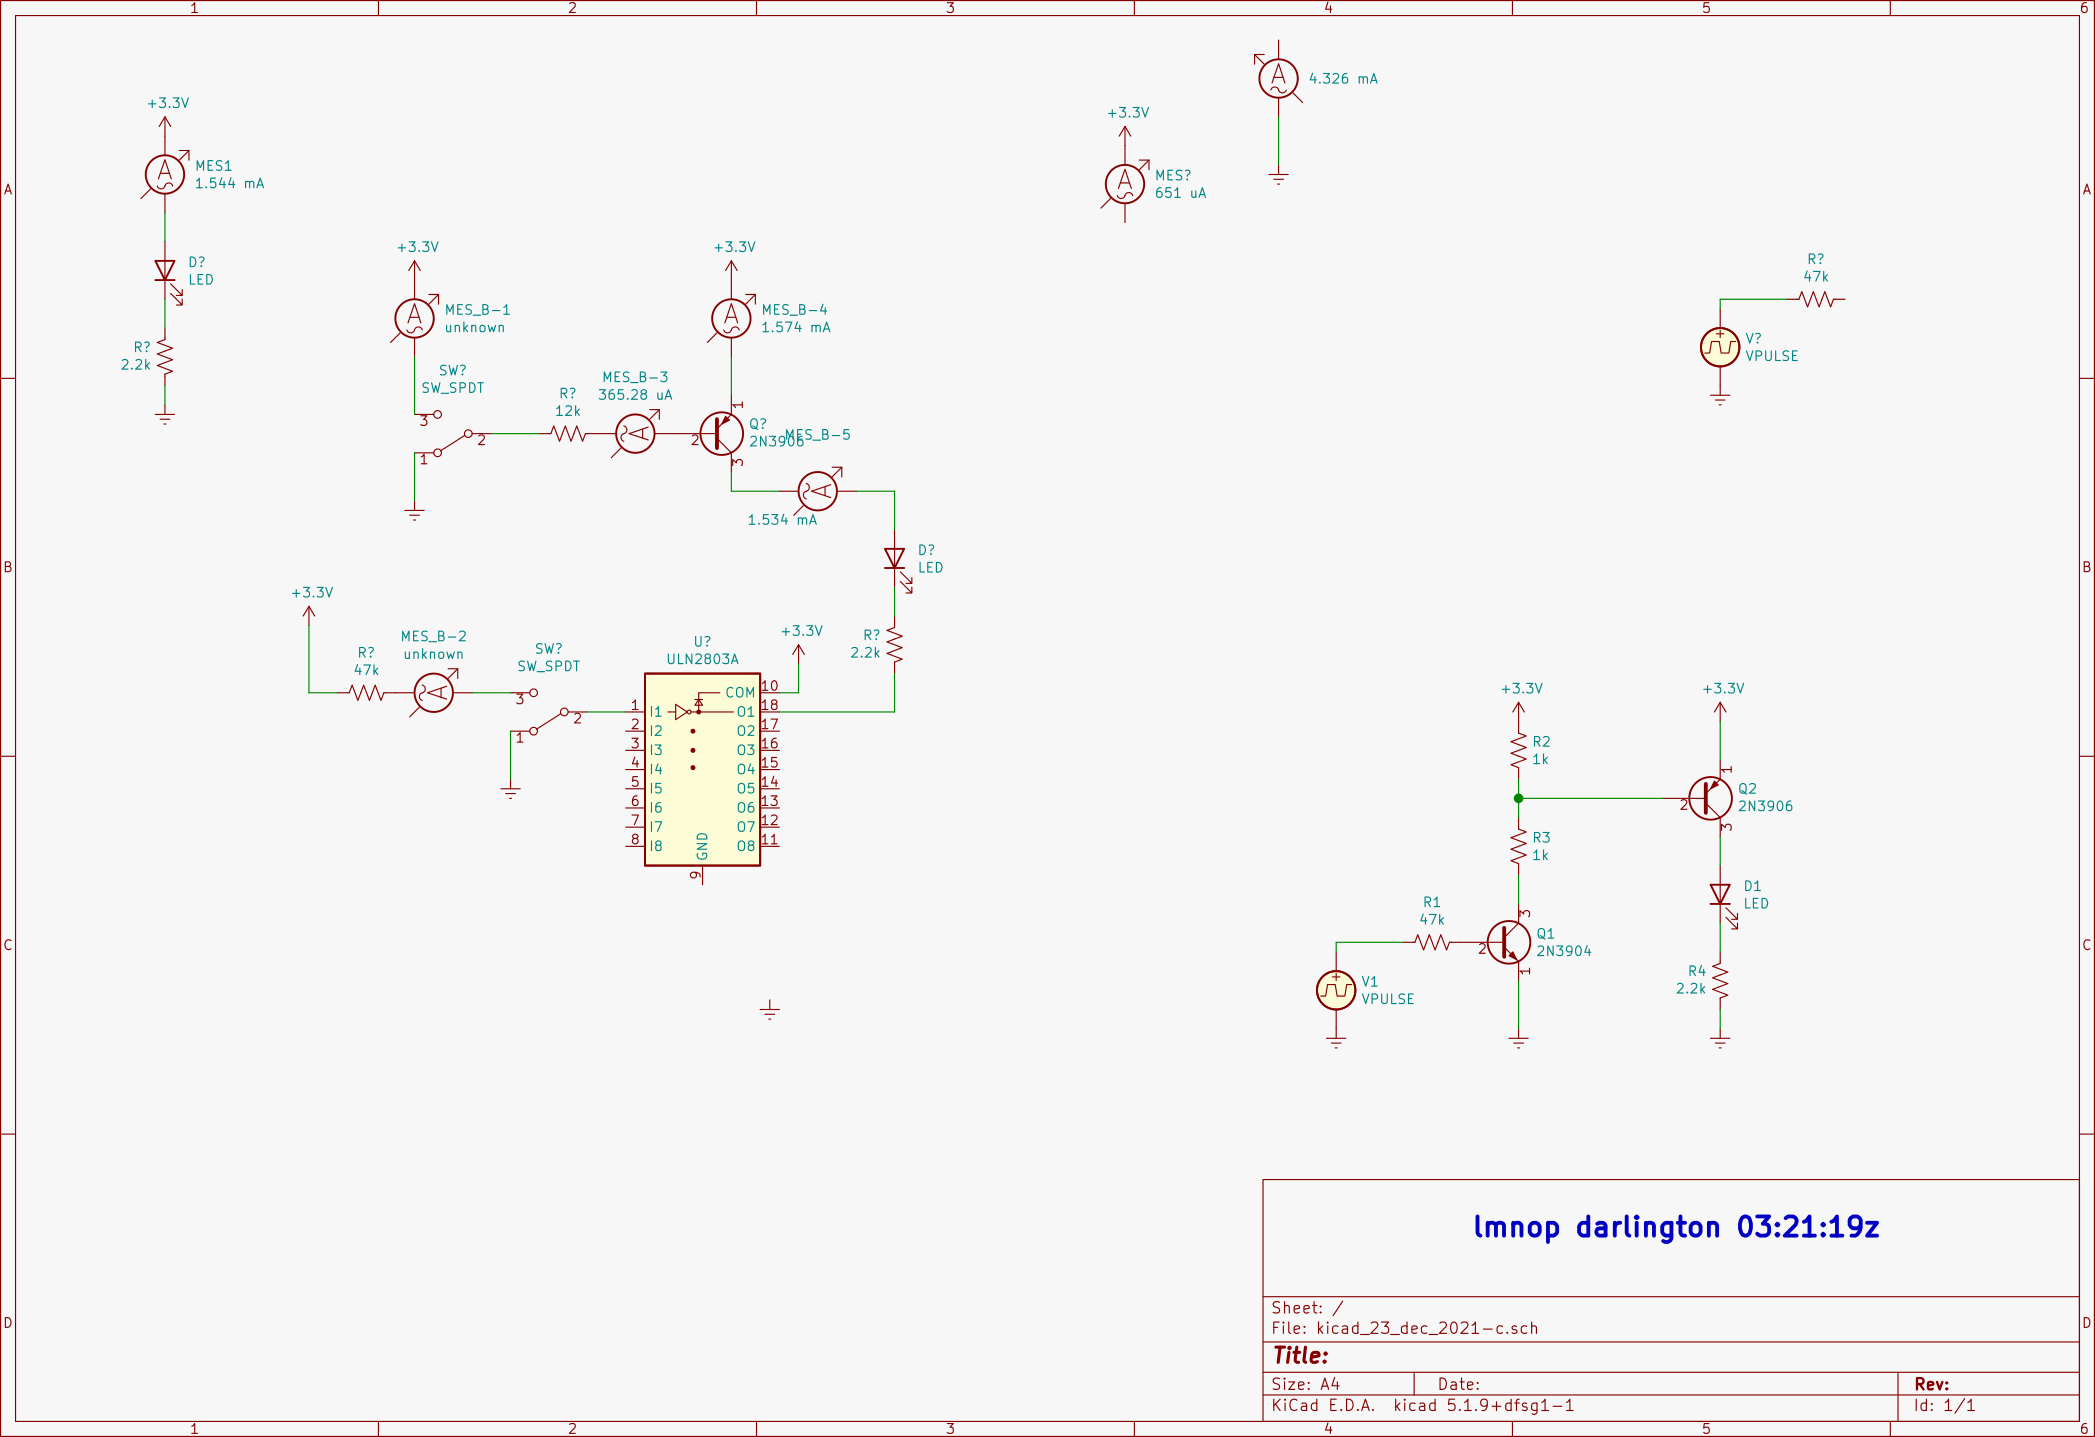 1 2 3 4 5 6
4.326 mA
+3.3V
MES1
1.544 mA
+3.3V
MES?
651 uA
A A
D?
LED
+3.3V
MES_B-1
unknown
+3.3V
MES_B-4
1.574 mA
R?
47k
V?
VPULSE
R?
2.2k
SW?
SW_SPDT
3
2
1
R?
12k
MES_B-3
365.28 uA
1
2
3
Q?
2N3906
MES_B-5
1.534 mA
D?
LED
B B
+3.3V
R?
47k
MES_B-2
unknown
SW?
SW_SPDT
3
2
1
U?
ULN2803A
+3.3V
R?
2.2k
COM 10
1 I1 O1 18
2 I2 O2 17
3 I3 O3 16
4 I4 O4 15
5 I5 O5 14
6 I6 O6 13
7 I7 O7 12
8 I8 O8 11
GND
9
+3.3V
R2
1k
+3.3V
1
2
3
Q2
2N3906
R3
1k
D1
LED
R1
47k
3
2
1
Q1
2N3904
C C
V1
VPULSE
R4
2.2k
lmnop darlington 03:21:19z
Sheet: /
File: kicad_23_dec_2021-c.sch
D D
Title:
Size: A4 Date: Rev:
KiCad E.D.A. kicad 5.1.9+dfsg1-1 Id: 1/1
1 2 3 4 5 6